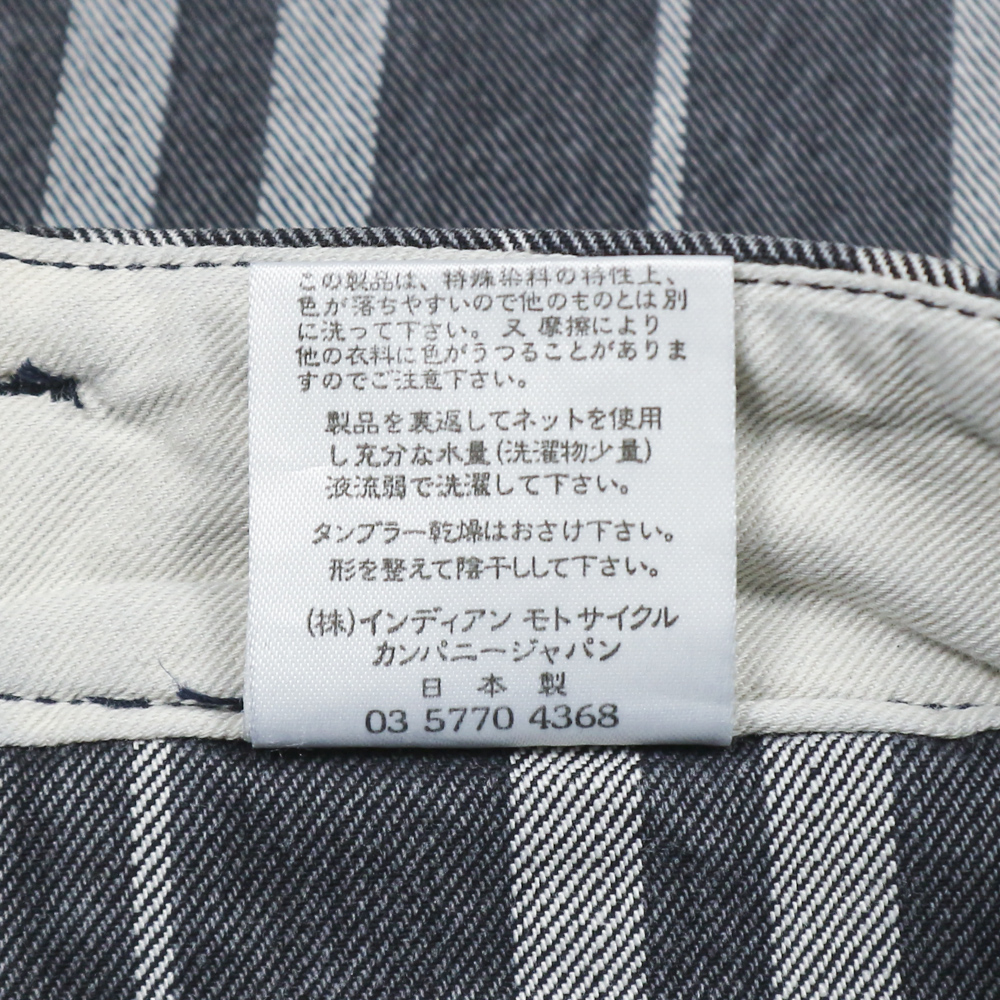 この製品は、特殊染料の特性上、
色が落ちやすいので他のものとは別
に洗って下さい。又 摩擦により
他の衣料に色がうつることがありま
すのでご注意下さい。
製品を裏返してネットを使用
し充分な水量(洗濯物少量)
液流弱で洗濯して下さい。
タンブラー乾燥はおさけ下さい。
形を整えて陰干しして下さい。
(株)インディアン モトサイクル
カンパニージャパン
日 本 製
03 5770 4368